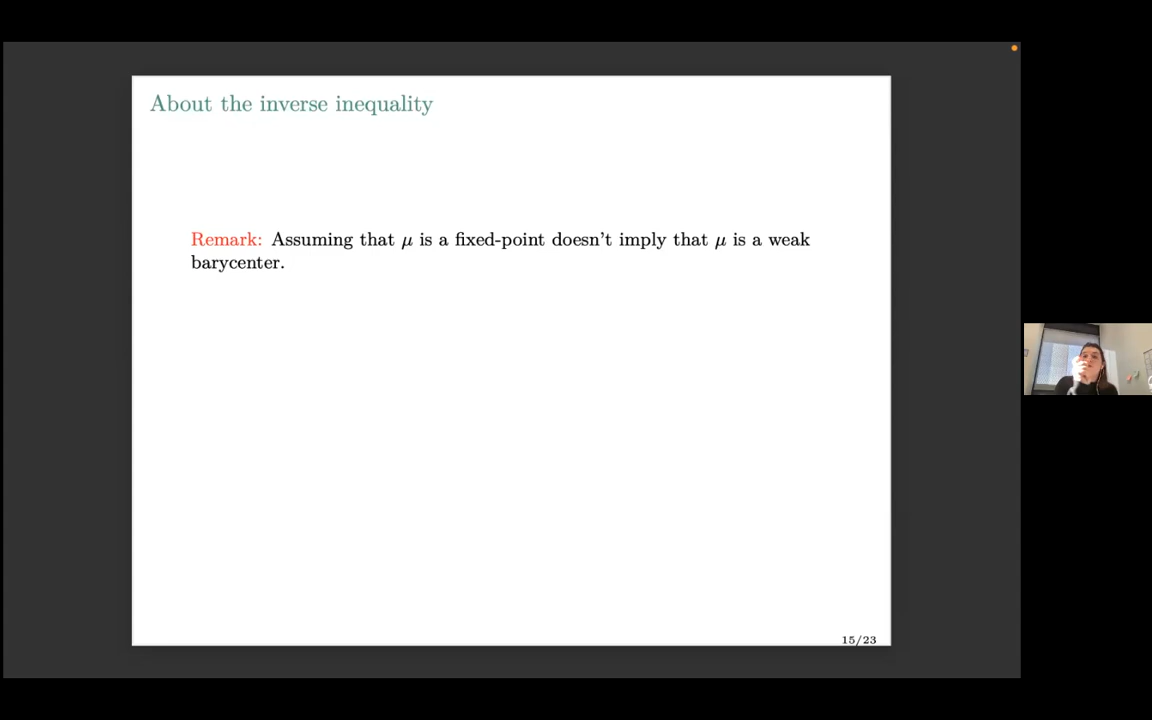 About the inverse inequality
Remark: Assuming that μ is a fixed-point doesn't imply that μ is a weak
barycenter.
15/23